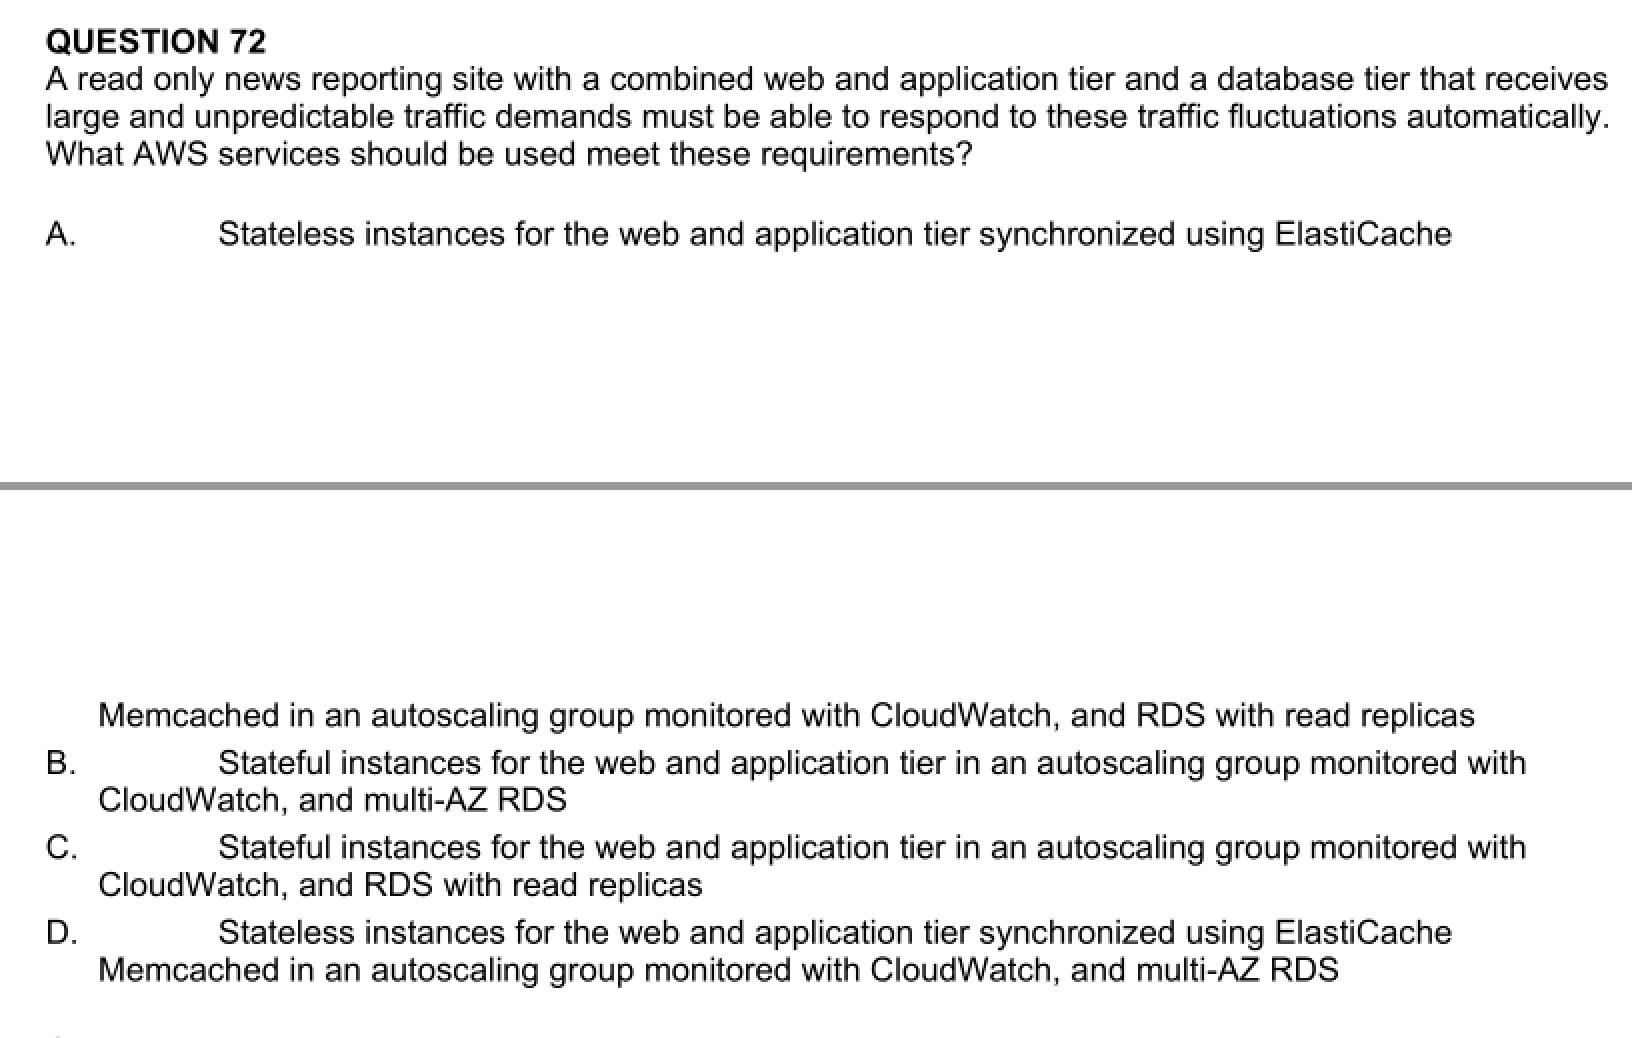 QUESTION 72
A read only news reporting site with a combined web and application tier and a database tier that receives
large and unpredictable traffic demands must be able to respond to these traffic fluctuations automatically.
What AWS services should be used meet these requirements?
A. Stateless instances for the web and application tier synchronized using ElastiCache
Memcached in an autoscaling group monitored with CloudWatch, and RDS with read replicas
B. Stateful instances for the web and application tier in an autoscaling group monitored with
CloudWatch, and multi-AZ RDS
C. Stateful instances for the web and application tier in an autoscaling group monitored with
CloudWatch, and RDS with read replicas
D. Stateless instances for the web and application tier synchronized using ElastiCache
Memcached in an autoscaling group monitored with CloudWatch, and multi-AZ RDS